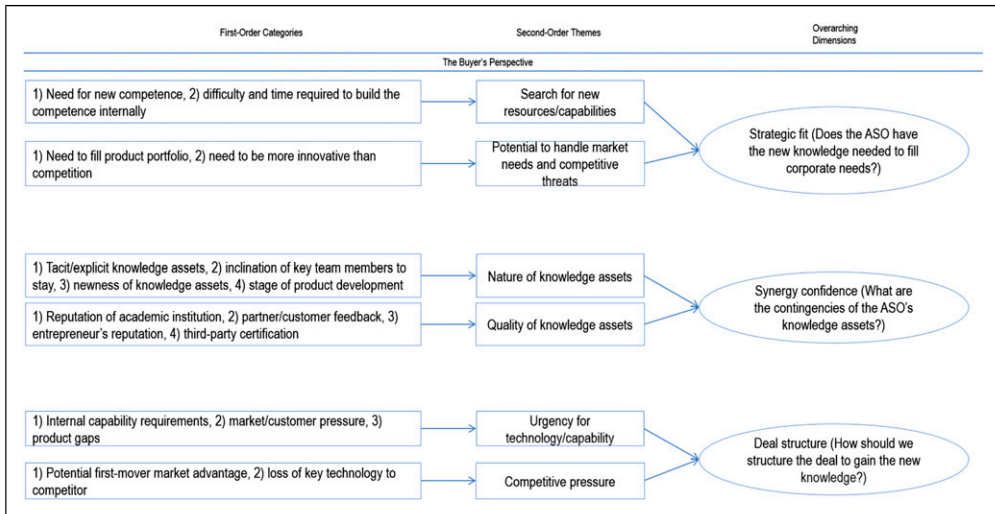 First-Order Categories
Second-Order Themes
Overarching
Dimensions
The Buyer's Perspective
1) Need for new competence, 2) difficulty and time required to build the
competence internally
Search for new
resources/capabilities
1) Need to fill product portfolio, 2) need to be more innovative than
competition
Potential to handle market
needs and competitive
threats
Strategic fit (Does the ASO have
the new knowledge needed to fill
corporate needs?)
1) Tacit/explicit knowledge assets, 2) inclination of key team members to
stay, 3) newness of knowledge assets, 4) stage of product development
Nature of knowledge assets
1) Reputation of academic institution, 2) partner/customer feedback, 3)
entrepreneur's reputation, 4) third-party certification
Quality of knowledge assets
Synergy confidence (What are
the contingencies of the ASO's
knowledge assets?)
1) Internal capability requirements, 2) market/customer pressure, 3)
product gaps
Urgency for
technology/capability
1) Potential first-mover market advantage, 2) loss of key technology to
competitor
Competitive pressure
Deal structure (How should we
structure the deal to gain the new
knowledge?)